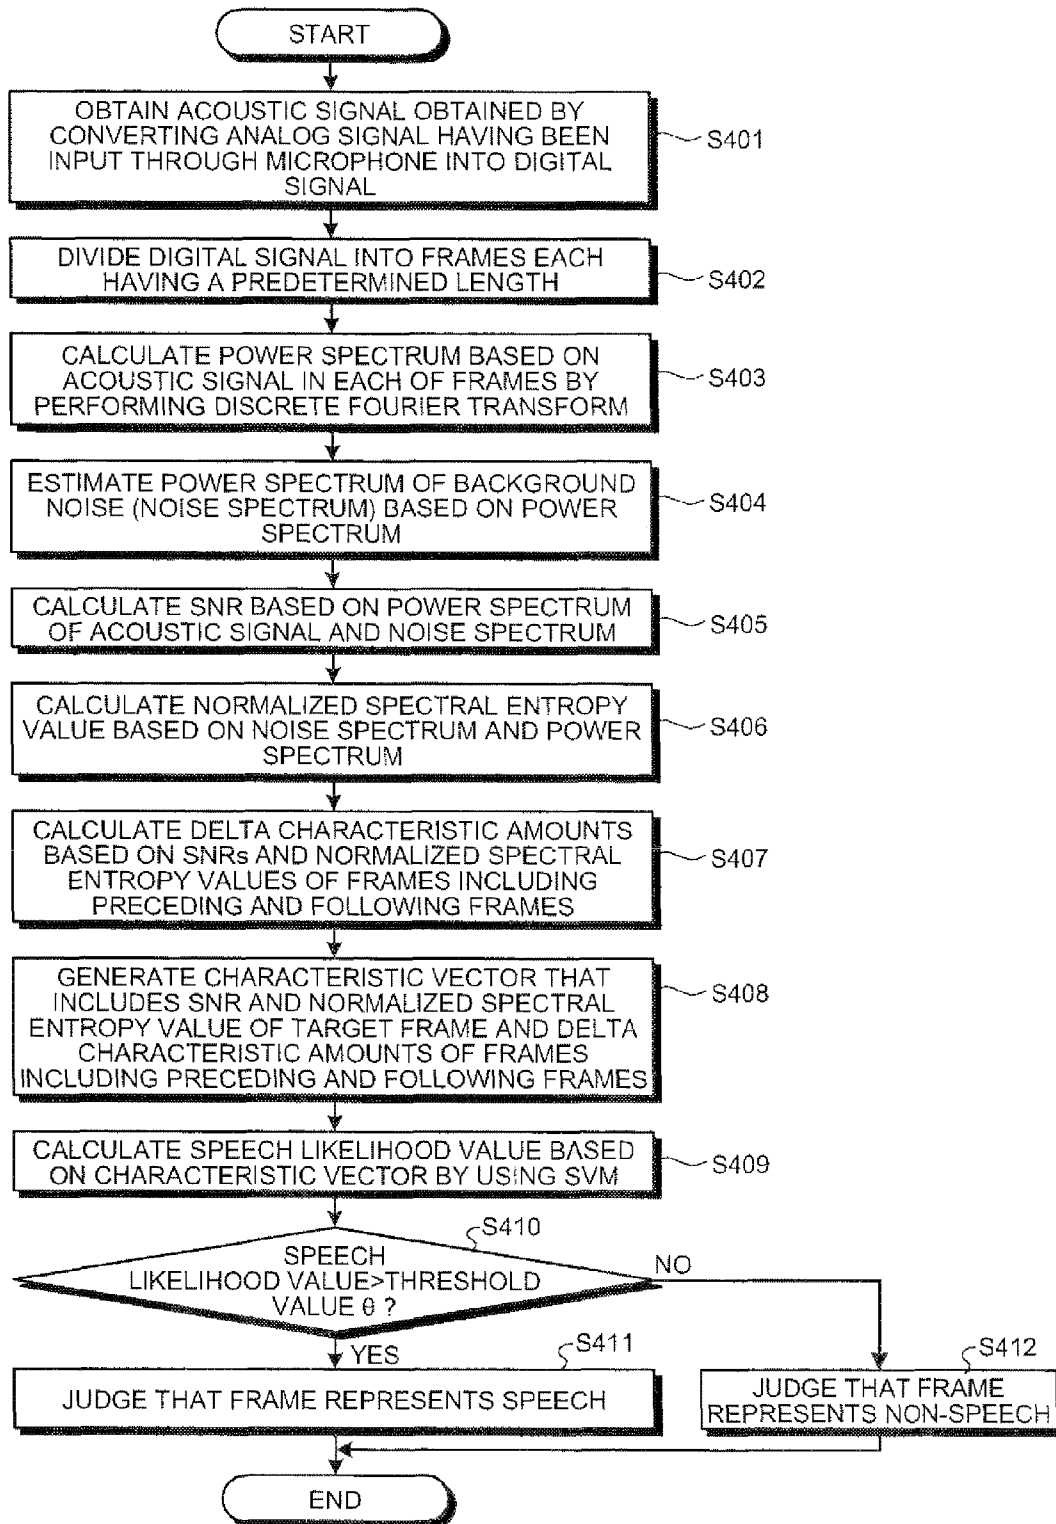 START
OBTAIN ACOUSTIC SIGNAL OBTAINED BY
CONVERTING ANALOG SIGNAL HAVING BEEN
INPUT THROUGH MICROPHONE INTO DIGITAL
SIGNAL
S401
DIVIDE DIGITAL SIGNAL INTO FRAMES EACH
HAVING A PREDETERMINED LENGTH
S402
CALCULATE POWER SPECTRUM BASED ON
ACOUSTIC SIGNAL IN EACH OF FRAMES BY
PERFORMING DISCRETE FOURIER TRANSFORM
S403
ESTIMATE POWER SPECTRUM OF BACKGROUND
NOISE (NOISE SPECTRUM) BASED ON POWER
SPECTRUM
S404
CALCULATE SNR BASED ON POWER SPECTRUM
OF ACOUSTIC SIGNAL AND NOISE SPECTRUM
S405
CALCULATE NORMALIZED SPECTRAL ENTROPY
VALUE BASED ON NOISE SPECTRUM AND POWER
SPECTRUM
S406
CALCULATE DELTA CHARACTERISTIC AMOUNTS
BASED ON SNRs AND NORMALIZED SPECTRAL
ENTROPY VALUES OF FRAMES INCLUDING
PRECEDING AND FOLLOWING FRAMES
S407
GENERATE CHARACTERISTIC VECTOR THAT
INCLUDES SNR AND NORMALIZED SPECTRAL
ENTROPY VALUE OF TARGET FRAME AND DELTA
CHARACTERISTIC AMOUNTS OF FRAMES
INCLUDING PRECEDING AND FOLLOWING FRAMES
S408
CALCULATE SPEECH LIKELIHOOD VALUE BASED
ON CHARACTERISTIC VECTOR BY USING SVM
S409
S410
SPEECH
LIKELIHOOD VALUE>THRESHOLD
VALUE θ ?
NO
YES
S411
JUDGE THAT FRAME REPRESENTS SPEECH
S412
JUDGE THAT FRAME
REPRESENTS NON-SPEECH
END